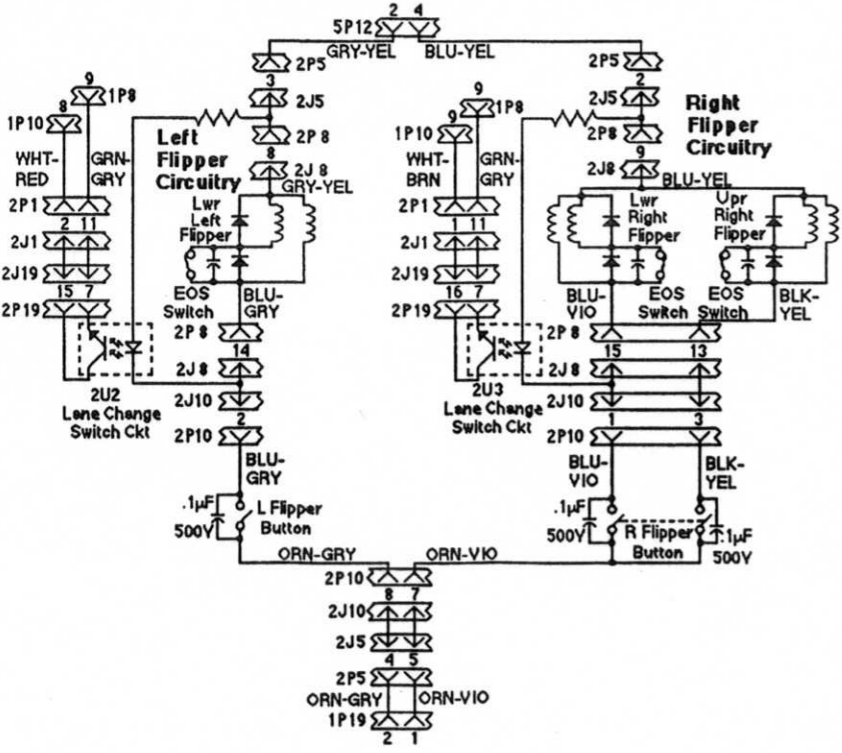 2 4
5P12
GRY-YEL BLU-YEL
2P5 2P5
9 3 9 2
1P8 2J5 1P8 2J5
8 9
1P10 2P8 1P10 2P8
Left Flipper Circuitry
Right Flipper Circuitry
WHT-RED GRN-GRY
8
2J8
GRY-YEL
WHT-BRN GRN-GRY
9
2J8
BLU-YEL
2P1
2 11
2J1
2J19
15 7
2P19
Lwr Left Flipper
EOS Switch
BLU-GRY
2P1
1 11
2J1
2J19
16 7
2P19
Lwr Right Flipper
Upr Right Flipper
BLU-VIO
EOS Switch
EOS Switch
BLK-YEL
2P8
14
2J8
2J10
2
2P10
2U2
Lane Change
Switch Ckt
2P8
15 13
2J8
2J10
1 3
2P10
2U3
Lane Change
Switch Ckt
BLU-GRY
BLU-VIO
BLK-YEL
.1µF
500V
L Flipper
Button
.1µF
500V
R Flipper
Button
.1µF
500V
ORN-GRY ORN-VIO
2P10
8 7
2J10
2J5
4 5
2P5
ORN-GRY ORN-VIO
1P19
2 1